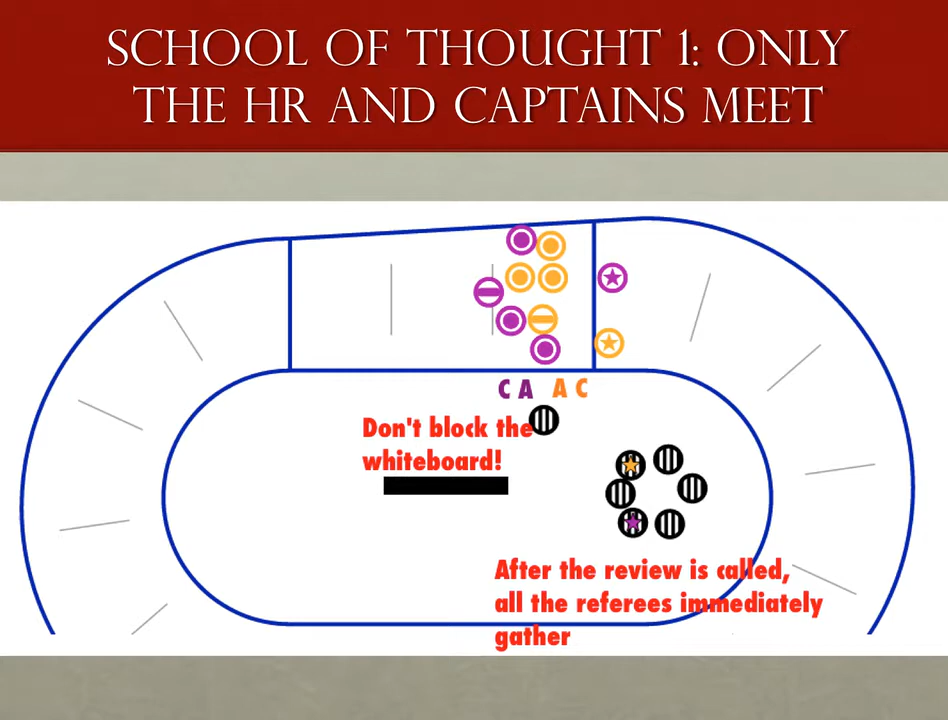 SCHOOL OF THOUGHT 1: ONLY
THE HR AND CAPTAINS MEET
C A A C
Don't block the
whiteboard!
After the review is called,
all the referees immediately
gather